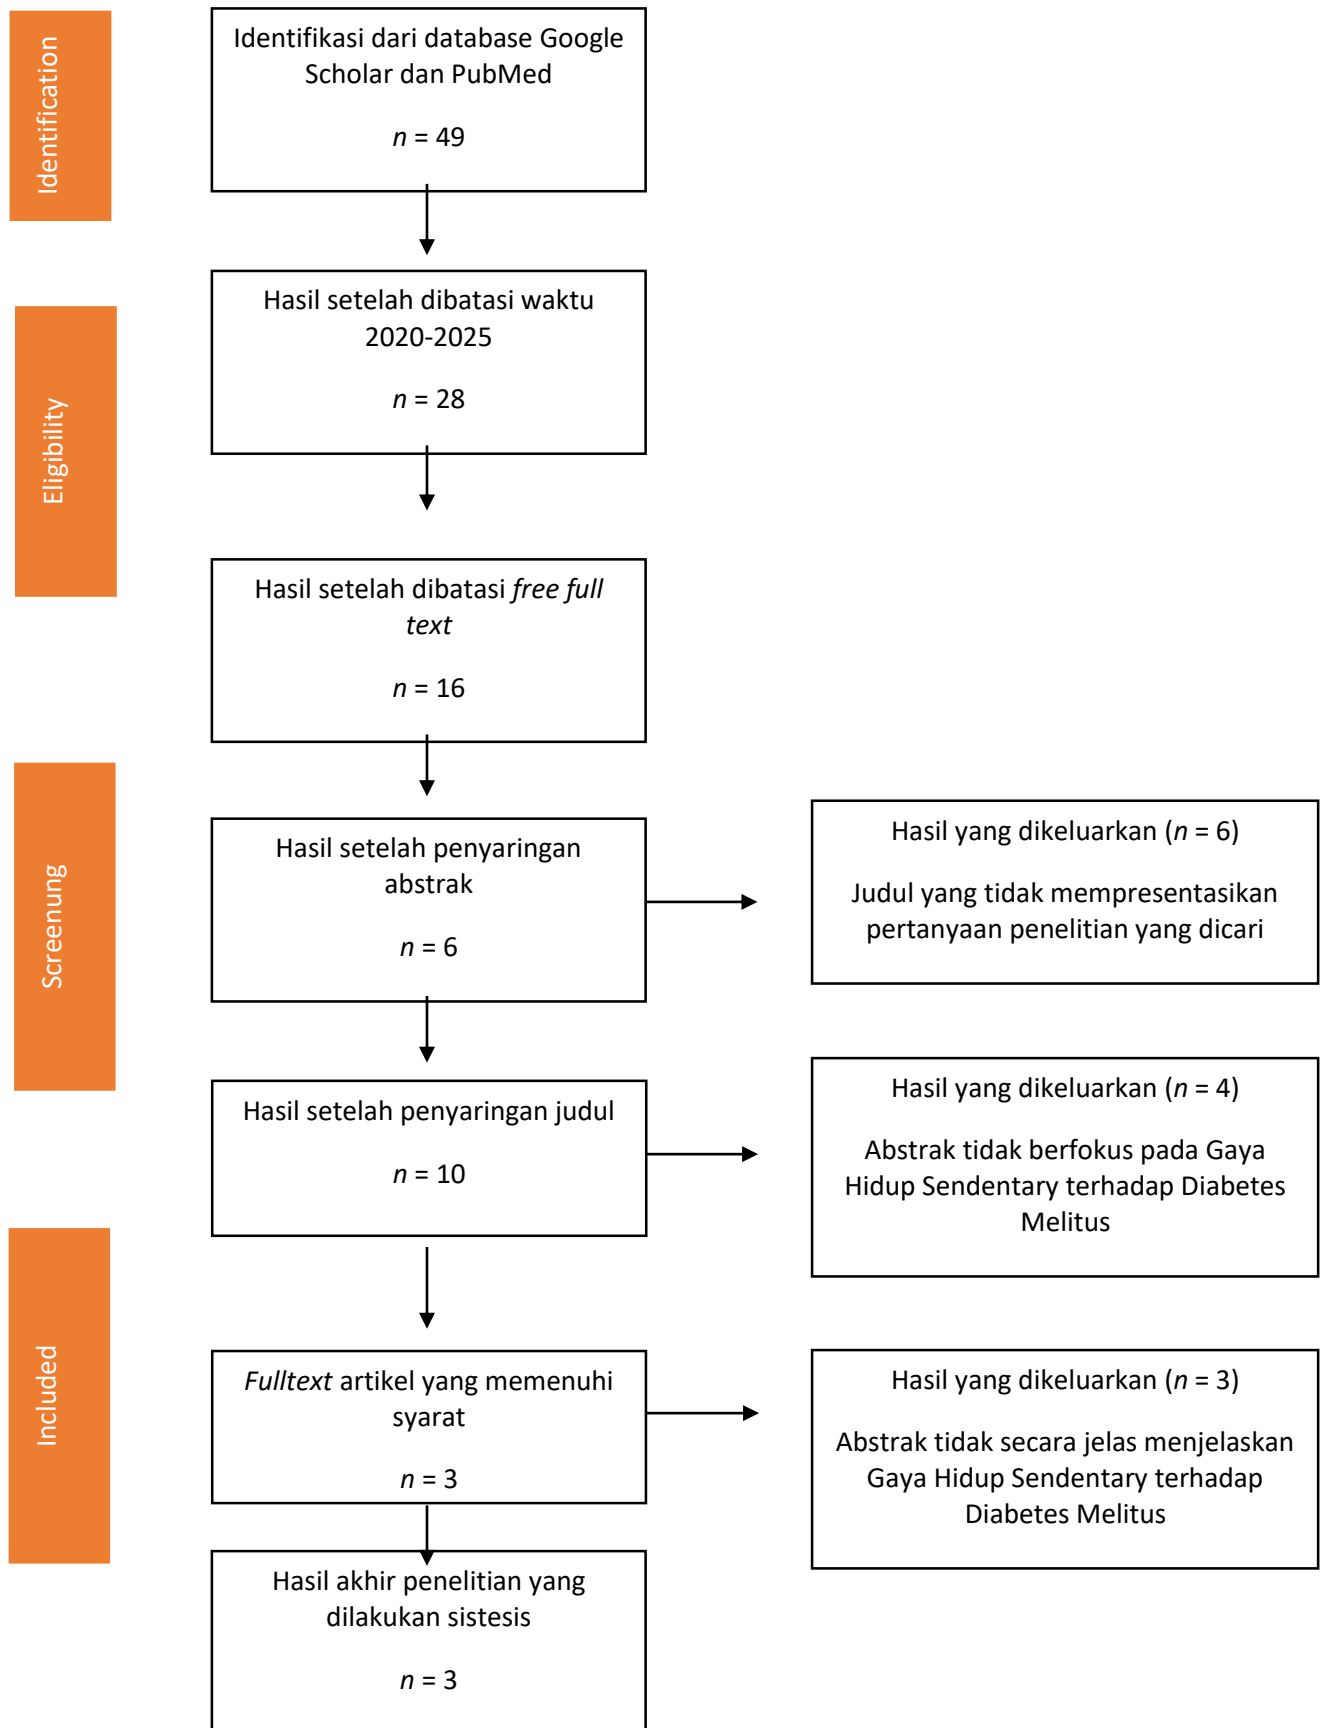 Identification
Identifikasi dari database Google
Scholar dan PubMed
n = 49
Eligibility
Hasil setelah dibatasi waktu
2020-2025
n = 28
Hasil setelah dibatasi free full
text
n = 16
Screenung
Hasil setelah penyaringan
abstrak
n = 6
Hasil yang dikeluarkan (n = 6)
Judul yang tidak mempresentasikan
pertanyaan penelitian yang dicari
Hasil setelah penyaringan judul
n = 10
Hasil yang dikeluarkan (n = 4)
Abstrak tidak berfokus pada Gaya
Hidup Sendentary terhadap Diabetes
Melitus
Included
Fulltext artikel yang memenuhi
syarat
n = 3
Hasil yang dikeluarkan (n = 3)
Abstrak tidak secara jelas menjelaskan
Gaya Hidup Sendentary terhadap
Diabetes Melitus
Hasil akhir penelitian yang
dilakukan sistesis
n = 3